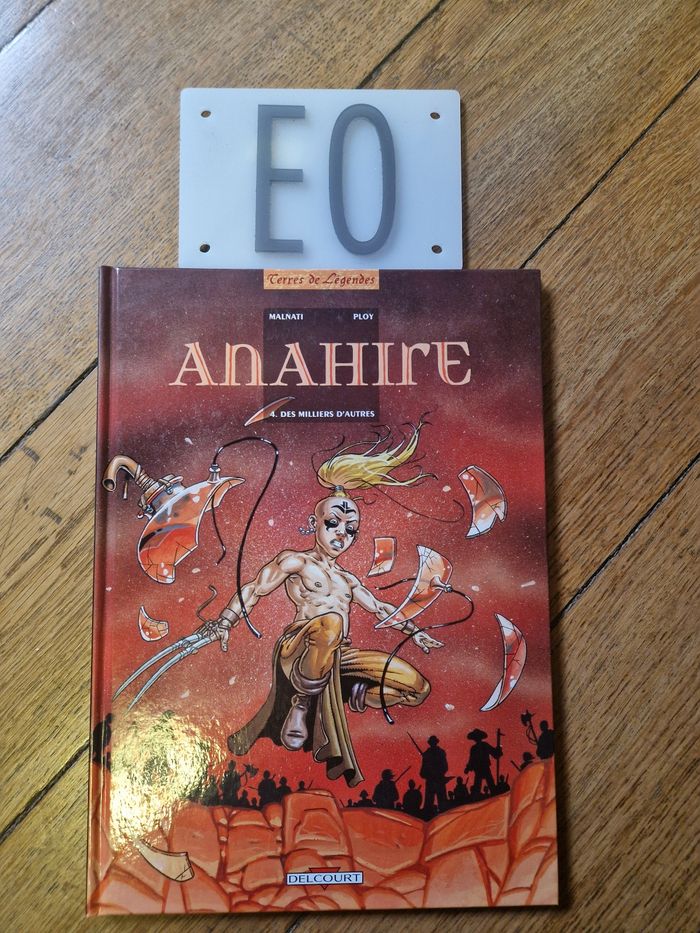 EO
Terres de Légendes
MALNATI PLOY
ANAHIRE
4. DES MILLIERS D'AUTRES
DELCOURT